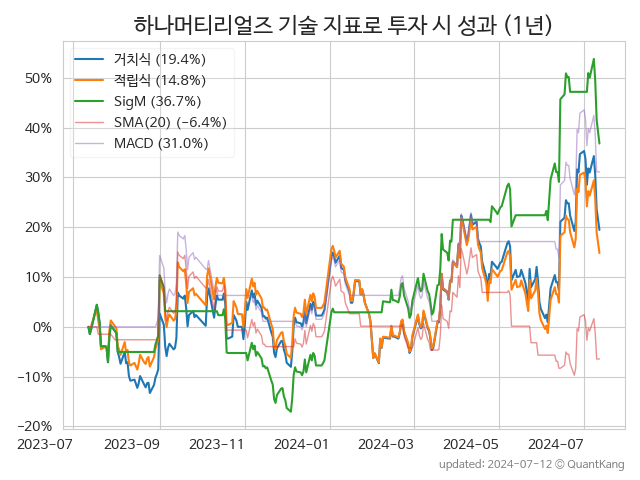 하나머티리얼즈 기술 지표로 투자 시 성과 (1년)
거치식 (19.4%)
적립식 (14.8%)
SigM (36.7%)
SMA(20) (−6.4%)
MACD (31.0%)
50%
40%
30%
20%
10%
0%
−10%
−20%
2023-07
2023-09
2023-11
2024-01
2024-03
2024-05
2024-07
updated: 2024-07-12 © QuantKang